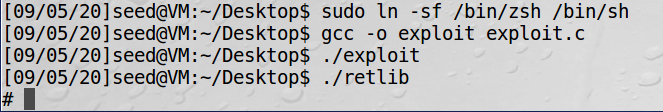 [09/05/20]seed@VM:~/Desktop$ sudo ln -sf /bin/zsh /bin/sh
[09/05/20]seed@VM:~/Desktop$ gcc -o exploit exploit.c
[09/05/20]seed@VM:~/Desktop$ ./exploit
[09/05/20]seed@VM:~/Desktop$ ./retlib
#